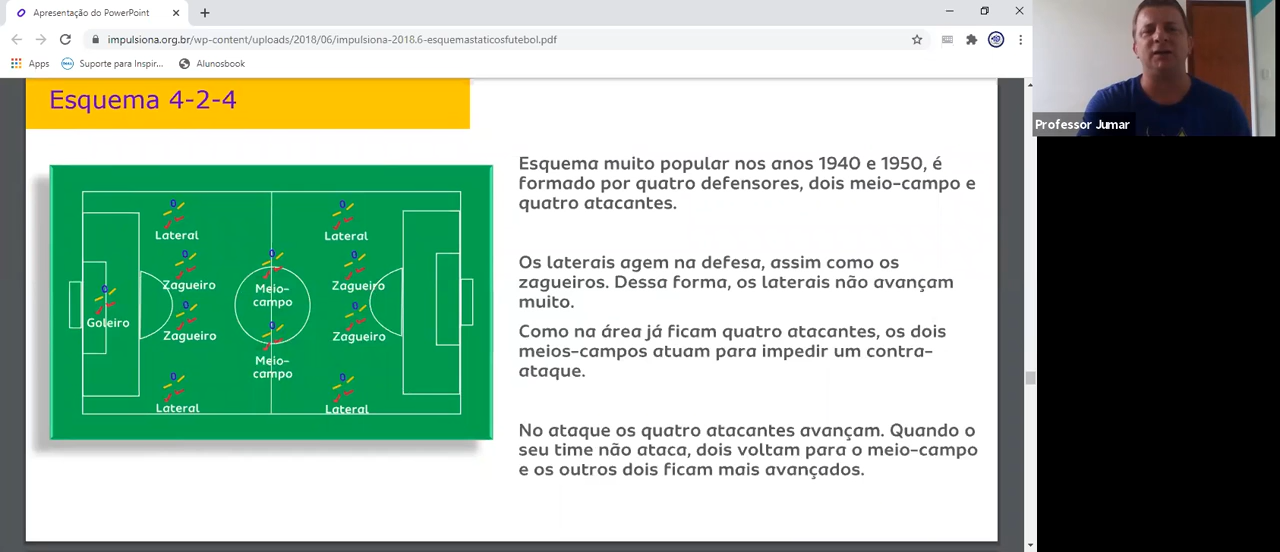 Apresentação do PowerPoint
impulsiona.org.br/wp-content/uploads/2018/06/impulsiona-2018.6-esquemastaticosfutebol.pdf
Apps
Suporte para Inspir...
Alunosbook
Professor Jumar
Esquema 4-2-4
Lateral
Lateral
Zagueiro
Zagueiro
Meio-
campo
Goleiro
Zagueiro
Zagueiro
Meio-
campo
Lateral
Lateral
Esquema muito popular nos anos 1940 e 1950, é
formado por quatro defensores, dois meio-campo e
quatro atacantes.
Os laterais agem na defesa, assim como os
zagueiros. Dessa forma, os laterais não avançam
muito.
Como na área já ficam quatro atacantes, os dois
meios-campos atuam para impedir um contra-
ataque.
No ataque os quatro atacantes avançam. Quando o
seu time não ataca, dois voltam para o meio-campo
e os outros dois ficam mais avançados.